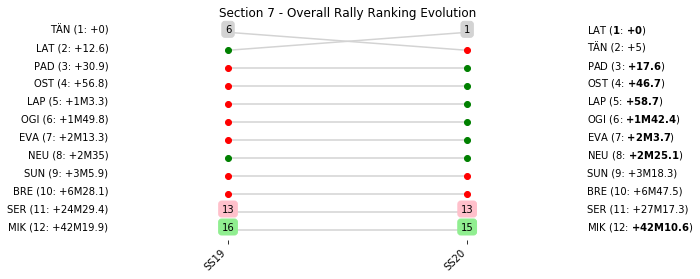 Section 7 - Overall Rally Ranking Evolution
TÄN (1: +0) 6 1 LAT (1: +0)
LAT (2: +12.6) TÄN (2: +5)
PAD (3: +30.9) PAD (3: +17.6)
OST (4: +56.8) OST (4: +46.7)
LAP (5: +1M3.3) LAP (5: +58.7)
OGI (6: +1M49.8) OGI (6: +1M42.4)
EVA (7: +2M13.3) EVA (7: +2M3.7)
NEU (8: +2M35) NEU (8: +2M25.1)
SUN (9: +3M5.9) SUN (9: +3M18.3)
BRE (10: +6M28.1) BRE (10: +6M47.5)
SER (11: +24M29.4) 13 13 SER (11: +27M17.3)
MIK (12: +42M19.9) 16 15 MIK (12: +42M10.6)
SS19 SS20